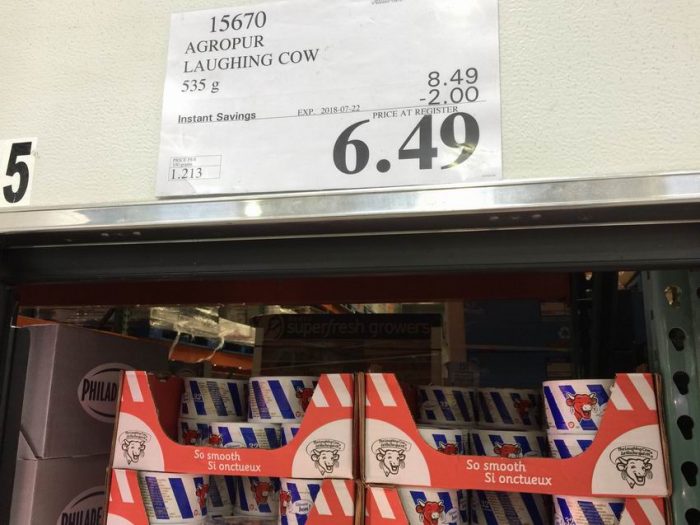 15670
AGROPUR
LAUGHING COW
535 g
8.49
-2.00
Instant Savings EXP. 2018-07-22 PRICE AT REGISTER
6.49
1.213
5
superfresh growers
PHILAD
So smooth
Si onctueux
So smooth
Si onctueux
PHILADE